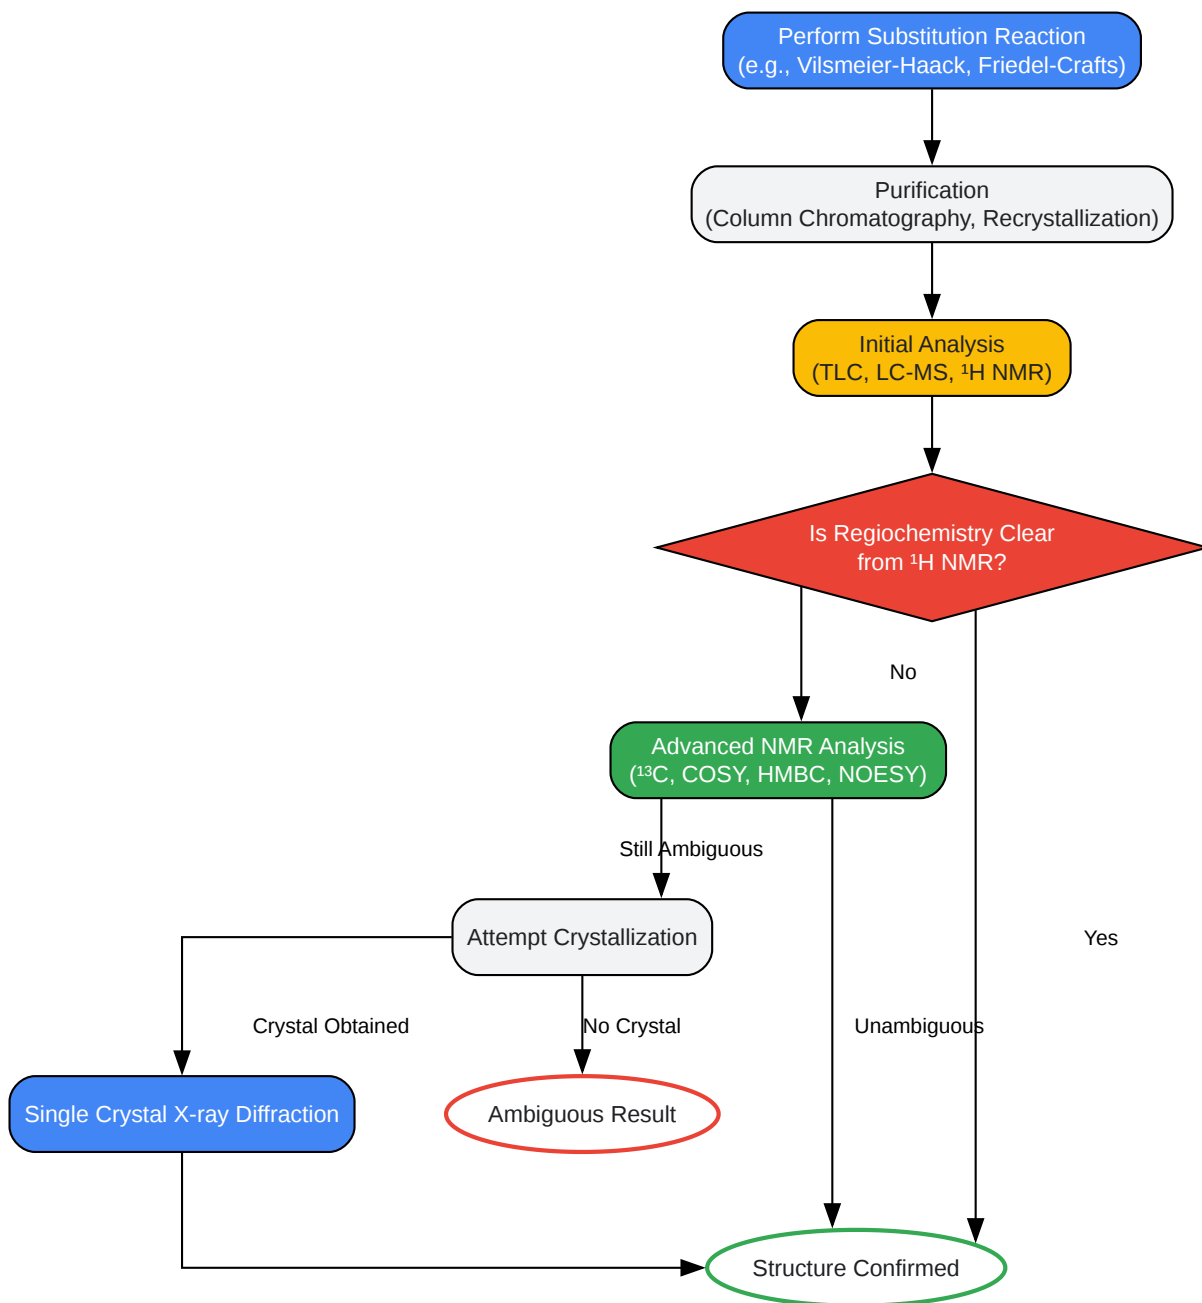 Perform Substitution Reaction
(e.g., Vilsmeier-Haack, Friedel-Crafts)
Purification
(Column Chromatography, Recrystallization)
Initial Analysis
(TLC, LC-MS, ¹H NMR)
Is Regiochemistry Clear
from ¹H NMR?
No
Advanced NMR Analysis
(¹³C, COSY, HMBC, NOESY)
Still Ambiguous
Attempt Crystallization
Yes
Crystal Obtained
No Crystal
Unambiguous
Single Crystal X-ray Diffraction
Ambiguous Result
Structure Confirmed